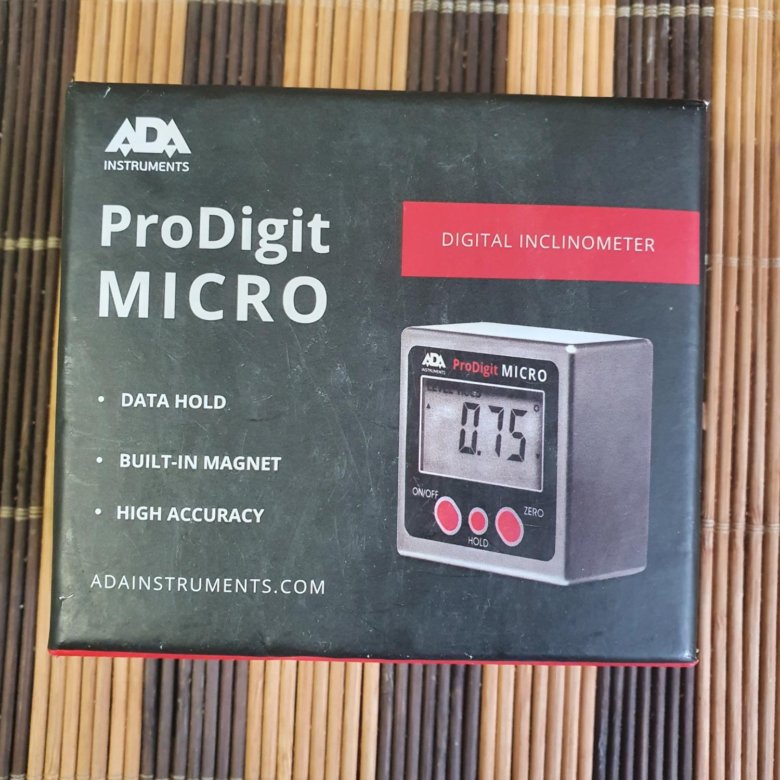 ADA
INSTRUMENTS
ProDigit
MICRO
DIGITAL INCLINOMETER
• DATA HOLD
• BUILT-IN MAGNET
• HIGH ACCURACY
ADAINSTRUMENTS.COM
ADA
INSTRUMENTS
ProDigit MICRO
0.75°
ON/OFF
HOLD
ZERO